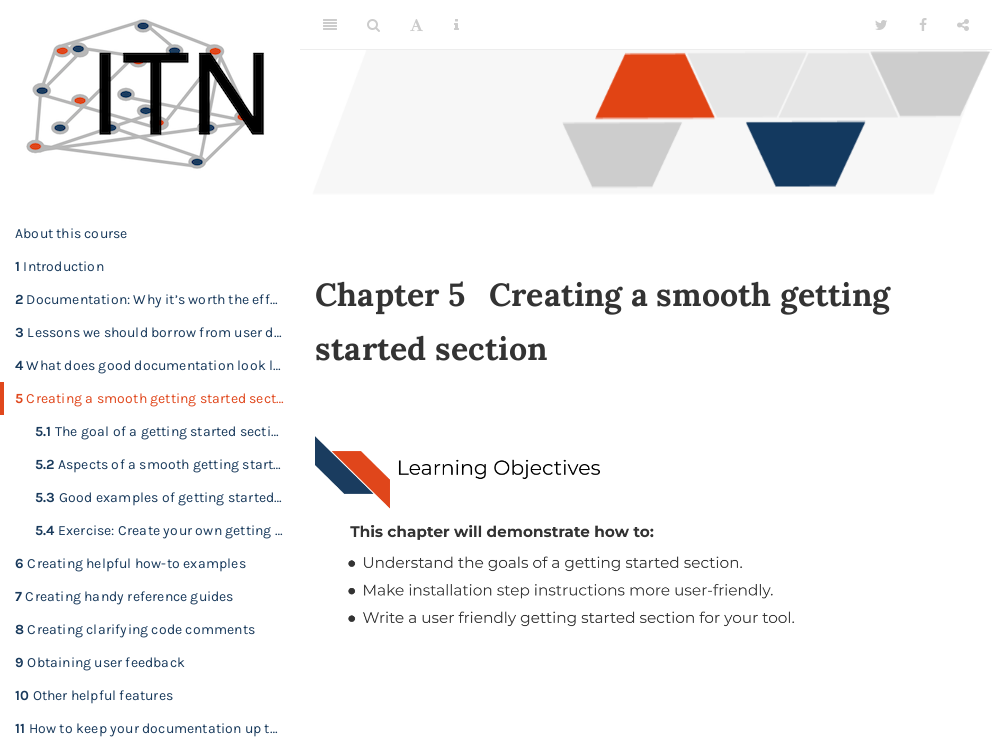 ITN
About this course
1 Introduction
2 Documentation: Why it's worth the eff…
3 Lessons we should borrow from user d…
4 What does good documentation look l…
5 Creating a smooth getting started sect…
5.1 The goal of a getting started secti…
5.2 Aspects of a smooth getting start…
5.3 Good examples of getting started…
5.4 Exercise: Create your own getting …
6 Creating helpful how-to examples
7 Creating handy reference guides
8 Creating clarifying code comments
9 Obtaining user feedback
10 Other helpful features
11 How to keep your documentation up t…
A
Chapter 5 Creating a smooth getting
started section
Learning Objectives
This chapter will demonstrate how to:
● Understand the goals of a getting started section.
● Make installation step instructions more user-friendly.
● Write a user friendly getting started section for your tool.